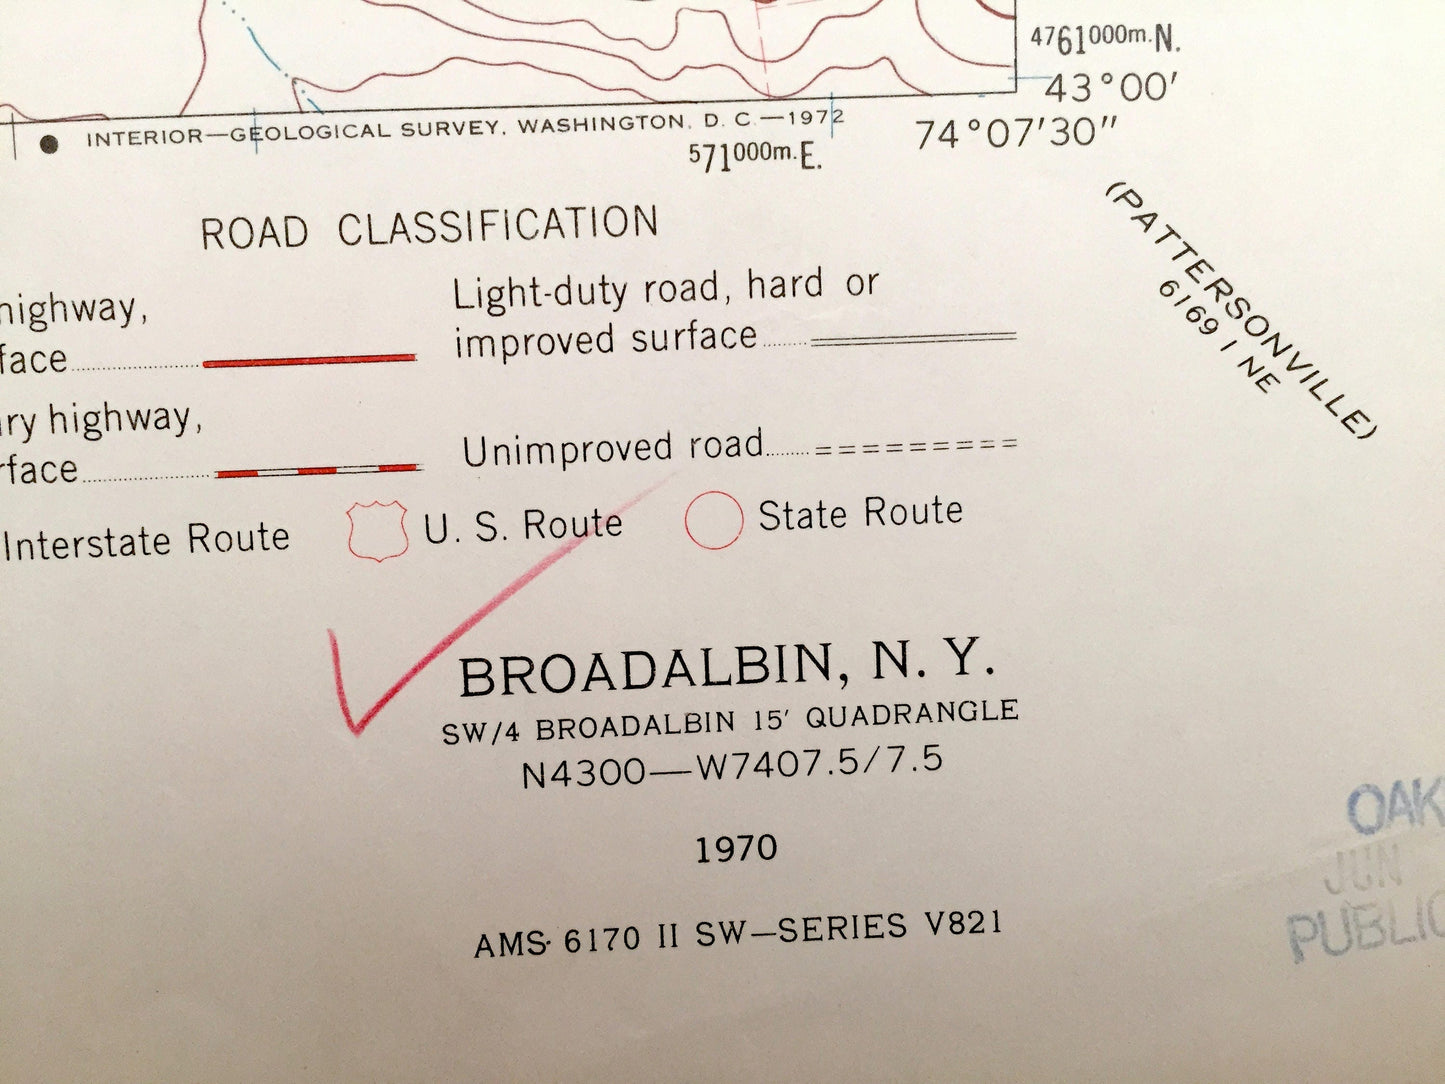 4761000m.N.
43°00′
INTERIOR—GEOLOGICAL SURVEY, WASHINGTON, D. C.—1972
74°07′30″
571000m.E.
(PATTERSONVILLE)
6169 I NE
ROAD CLASSIFICATION
highway,
face
Light-duty road, hard or
improved surface
ary highway,
rface
Unimproved road
Interstate Route
U. S. Route
State Route
BROADALBIN, N. Y.
SW/4 BROADALBIN 15′ QUADRANGLE
N4300—W7407.5/7.5
1970
AMS 6170 II SW—SERIES V821
OAK
JUN
PUBLIC